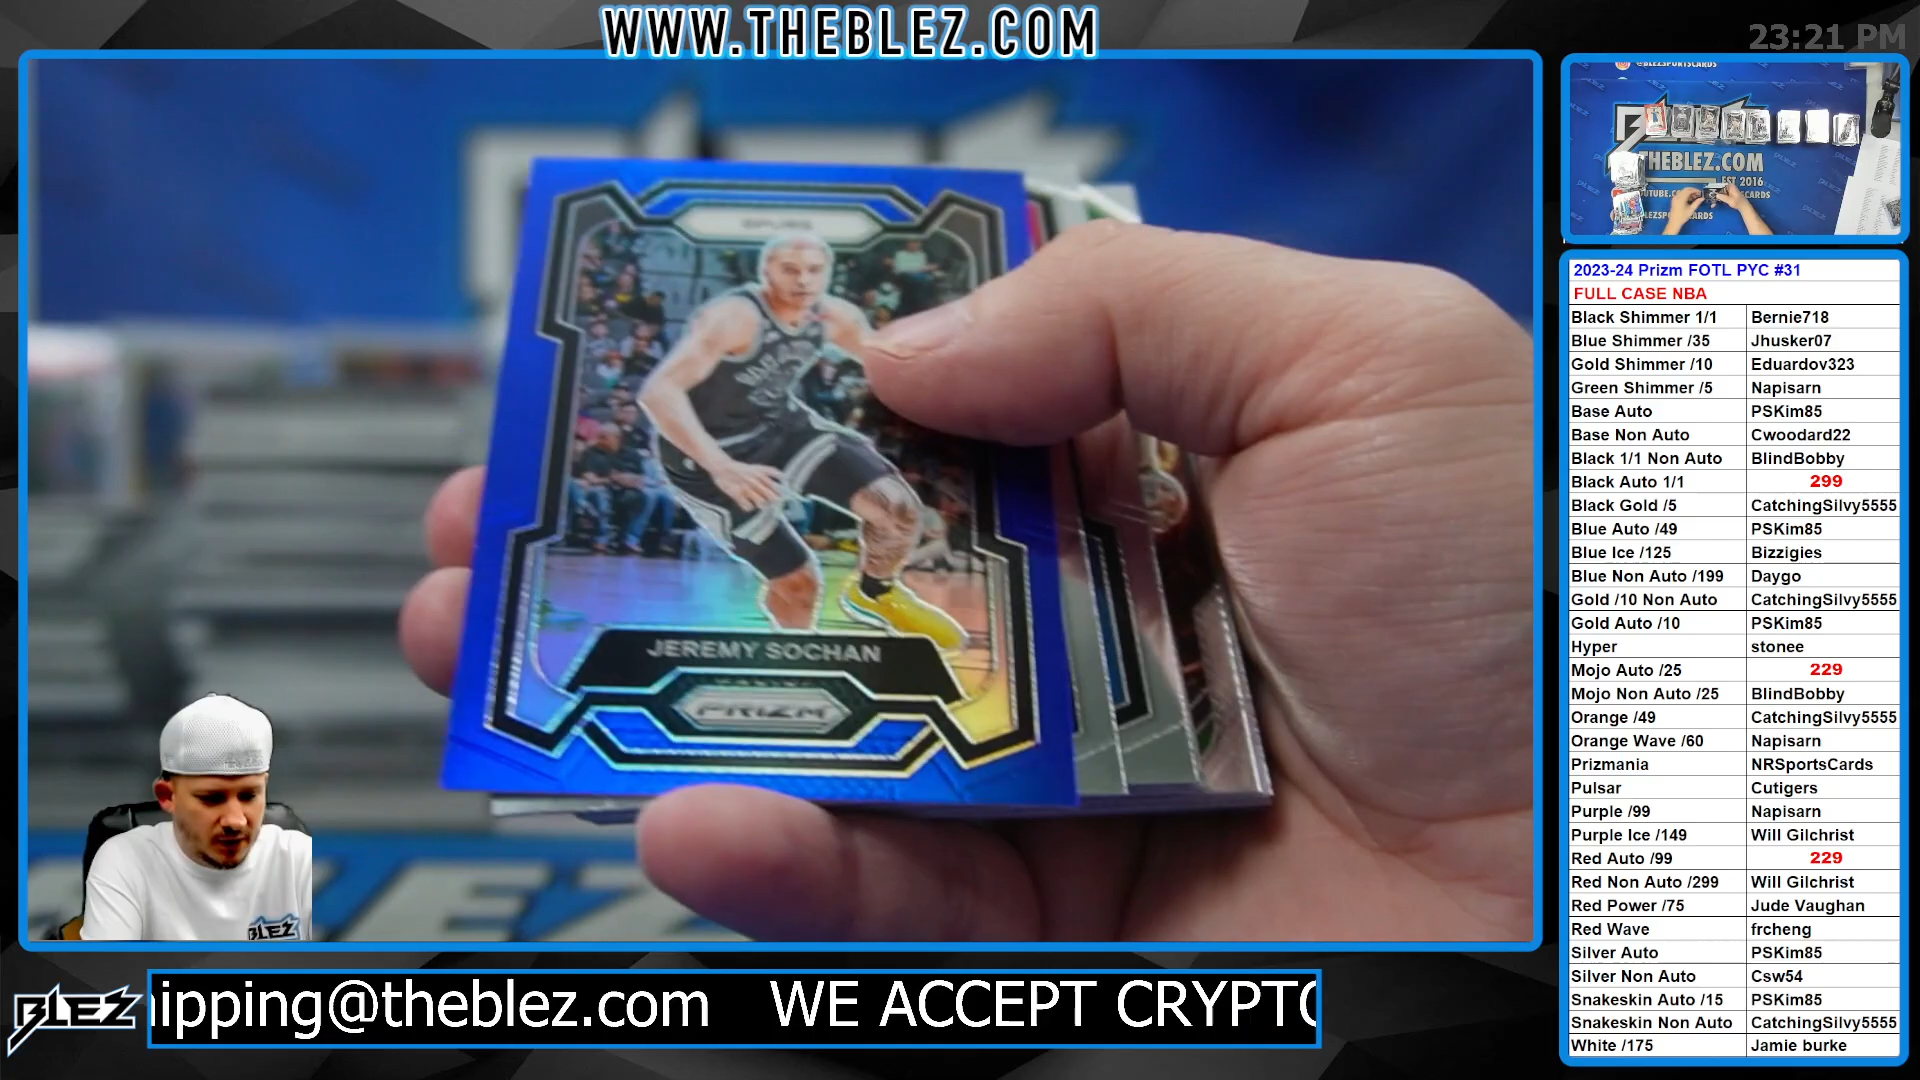 WWW.THEBLEZ.COM
23:21 PM
@BLEZSPORTSCARDS
THEBLEZ.COM
EST 2016
SPURS
JEREMY SOCHAN
PRIZM
2023-24 Prizm FOTL PYC #31
FULL CASE NBA
Black Shimmer 1/1 Bernie718
Blue Shimmer /35 Jhusker07
Gold Shimmer /10 Eduardov323
Green Shimmer /5 Napisarn
Base Auto PSKim85
Base Non Auto Cwoodard22
Black 1/1 Non Auto BlindBobby
Black Auto 1/1 299
Black Gold /5 CatchingSilvy5555
Blue Auto /49 PSKim85
Blue Ice /125 Bizzigies
Blue Non Auto /199 Daygo
Gold /10 Non Auto CatchingSilvy5555
Gold Auto /10 PSKim85
Hyper stonee
Mojo Auto /25 229
Mojo Non Auto /25 BlindBobby
Orange /49 CatchingSilvy5555
Orange Wave /60 Napisarn
Prizmania NRSportsCards
Pulsar Cutigers
Purple /99 Napisarn
Purple Ice /149 Will Gilchrist
Red Auto /99 229
Red Non Auto /299 Will Gilchrist
Red Power /75 Jude Vaughan
Red Wave frcheng
Silver Auto PSKim85
Silver Non Auto Csw54
Snakeskin Auto /15 PSKim85
Snakeskin Non Auto CatchingSilvy5555
White /175 Jamie burke
BLEZ
BLEZ
hipping@theblez.com WE ACCEPT CRYPTO